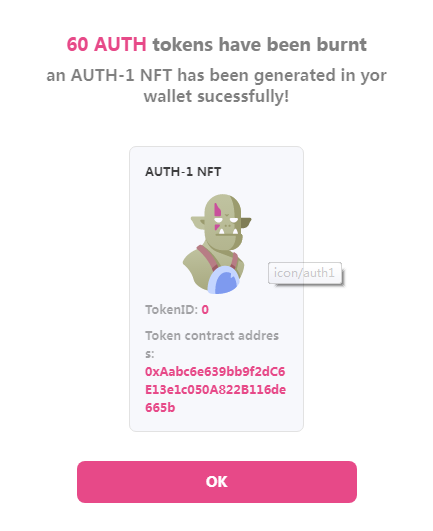 60 AUTH tokens have been burnt
an AUTH-1 NFT has been generated in yor
wallet sucessfully!
AUTH-1 NFT
icon/auth1
TokenID: 0
Token contract addres
s:
0xAabc6e639bb9f2dC6
E13e1c050A822B116de
665b
OK